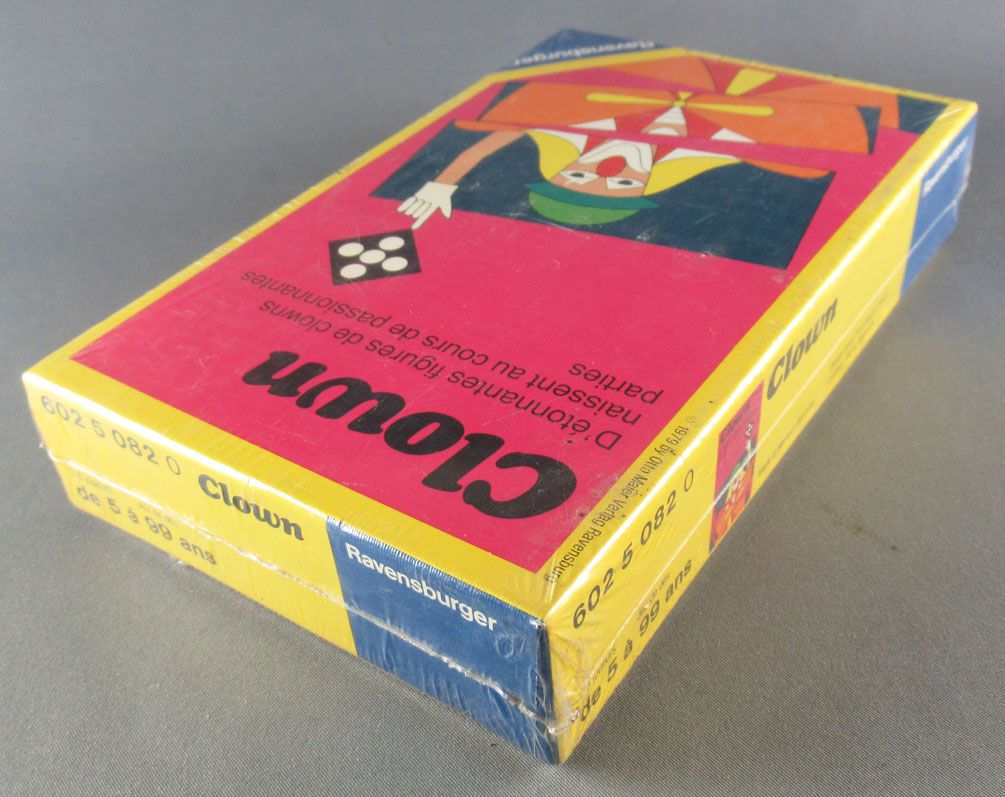 Ravensburger
Clown
D'étonnantes figures de clowns
naissent au cours de passionnantes
parties
© 1979 by Otto Maier Verlag Ravensburg
602 5 082 0
Clown
de 5 à 99 ans
Ravensburger
602 5 082 0
de 5 à 99 ans
Clown
Ravensburger